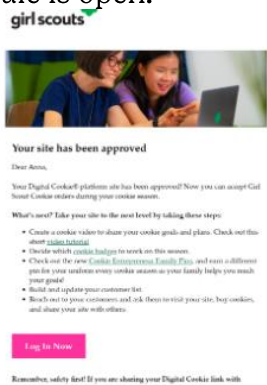 ale is open.
girl scouts
Your site has been approved
Dear Anna,
Your Digital Cookie® platform site has been approved! Now you can accept Girl
Scout Cookie orders during your cookie season.
What's next? Take your site to the next level by taking these steps:
Create a cookie video to share your cookie goals and plans. Check out this
short video tutorial
Decide which cookie badges to work on this season.
Check out the new Cookie Entrepreneur Family Pins, and earn a different
pin for your uniform every cookie season as your family helps you reach
your goals!
Build and update your customer list.
Reach out to your customers and ask them to visit your site, buy cookies,
and share your site with others.
Log In Now
Remember, safety first! If you are sharing your Digital Cookie link with